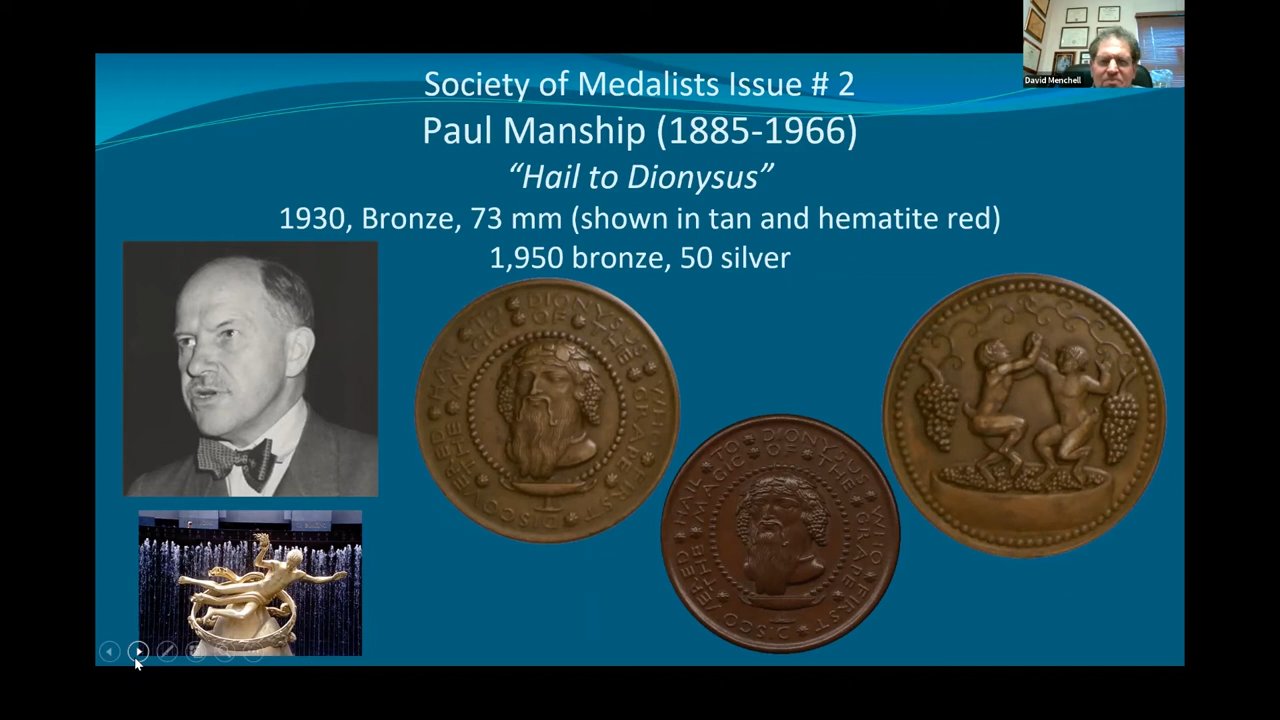 Society of Medalists Issue # 2
Paul Manship (1885-1966)
“Hail to Dionysus”
1930, Bronze, 73 mm (shown in tan and hematite red)
1,950 bronze, 50 silver
David Menchell
HAIL TO DIONYSUS WHO FIRST DISCOVERED
THE MAGIC OF THE GRAPE
HAIL TO DIONYSUS WHO FIRST DISCOVERED
THE MAGIC OF THE GRAPE